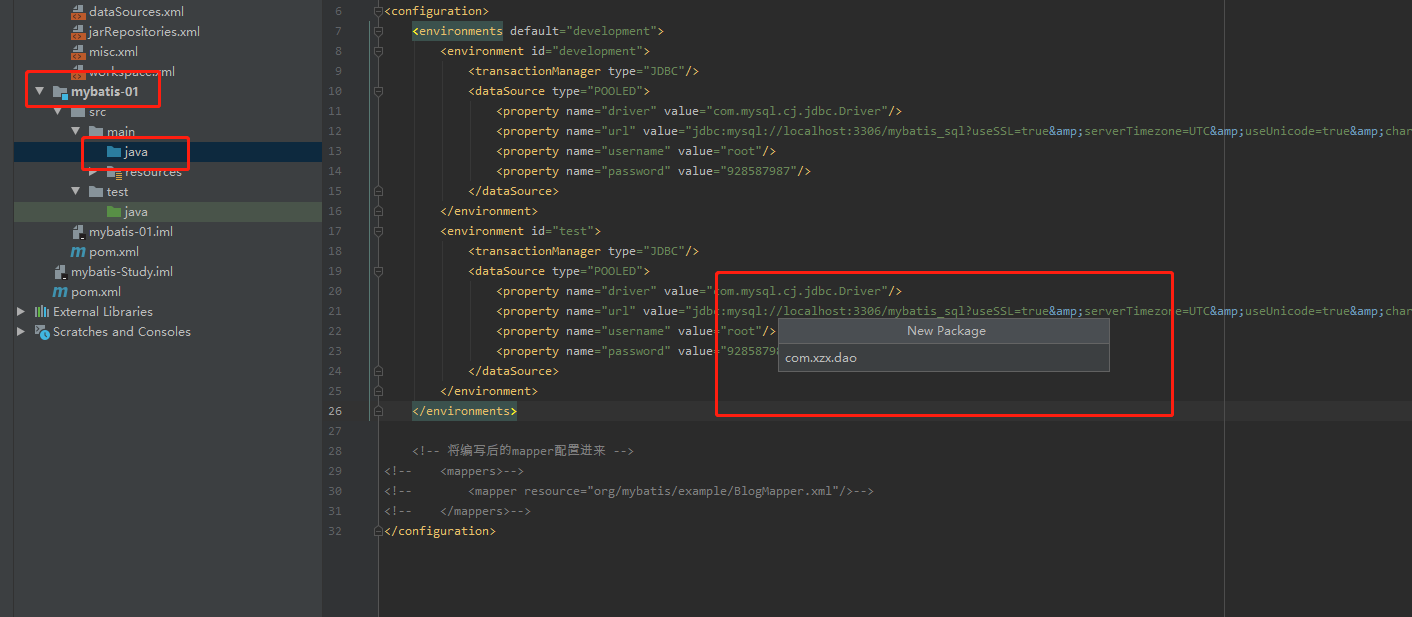 dataSources.xml
jarRepositories.xml
misc.xml
workspace.xml
mybatis-01
src
main
java
resources
test
java
mybatis-01.iml
pom.xml
mybatis-Study.iml
pom.xml
External Libraries
Scratches and Consoles
6 <configuration>
7 <environments default="development">
8 <environment id="development">
9 <transactionManager type="JDBC"/>
10 <dataSource type="POOLED">
11 <property name="driver" value="com.mysql.cj.jdbc.Driver"/>
12 <property name="url" value="jdbc:mysql://localhost:3306/mybatis_sql?useSSL=true&amp;serverTimezone=UTC&amp;useUnicode=true&amp;char
13 <property name="username" value="root"/>
14 <property name="password" value="928587987"/>
15 </dataSource>
16 </environment>
17 <environment id="test">
18 <transactionManager type="JDBC"/>
19 <dataSource type="POOLED">
20 <property name="driver" value="com.mysql.cj.jdbc.Driver"/>
21 <property name="url" value="jdbc:mysql://localhost:3306/mybatis_sql?useSSL=true&amp;serverTimezone=UTC&amp;useUnicode=true&amp;char
22 <property name="username" value="root"/>
23 <property name="password" value="92858798
24 </dataSource>
25 </environment>
26 </environments>
27
28 <!-- 将编写后的mapper配置进来 -->
29 <!-- <mappers>-->
30 <!-- <mapper resource="org/mybatis/example/BlogMapper.xml"/>-->
31 <!-- </mappers>-->
32 </configuration>
New Package
com.xzx.dao